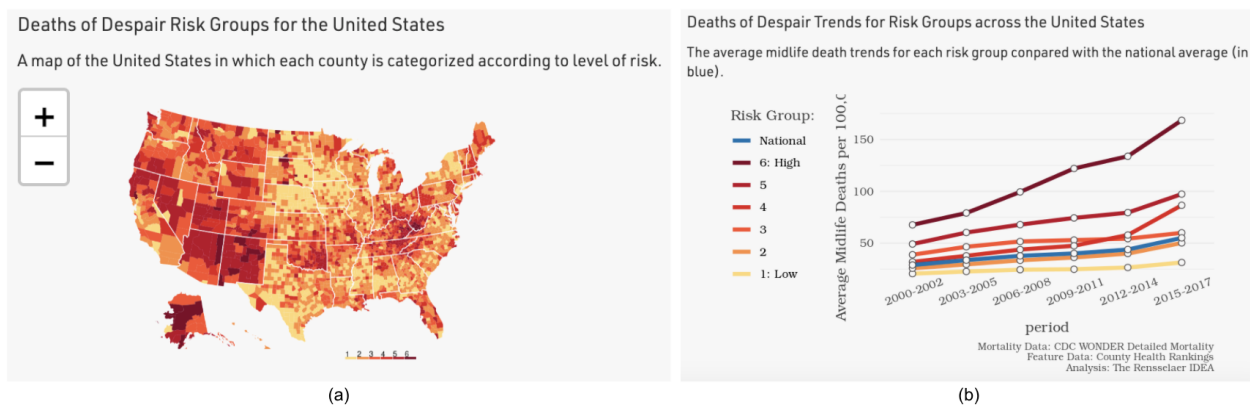 Deaths of Despair Risk Groups for the United States
A map of the United States in which each county is categorized according to level of risk.
+
−
1 2 3 4 5 6
(a)
Deaths of Despair Trends for Risk Groups across the United States
The average midlife death trends for each risk group conpared with the national average (in
blue).
Risk Group:
National
6: High
5
4
3
2
1: Low
Average Midlife Deaths per 100,0
150
100
50
2000-2002
2003-2005
2006-2008
2009-2011
2012-2014
2015-2017
period
Mortality Data: CDC WONDER Detailed Mortality
Feature Data: County Health Rankings
Analysis: The Rensselaer IDEA
(b)